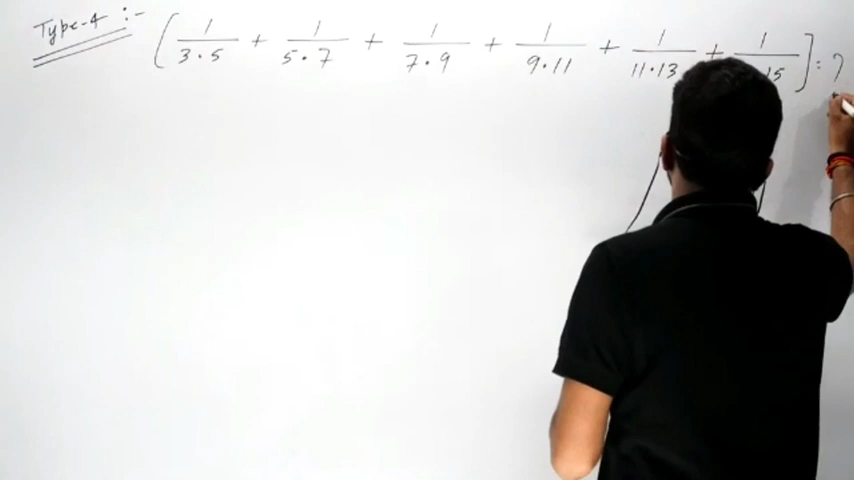 Type-4 :- [ 1/3·5 + 1/5·7 + 1/7·9 + 1/9·11 + 1/11·13 + 1/15 ] : ?